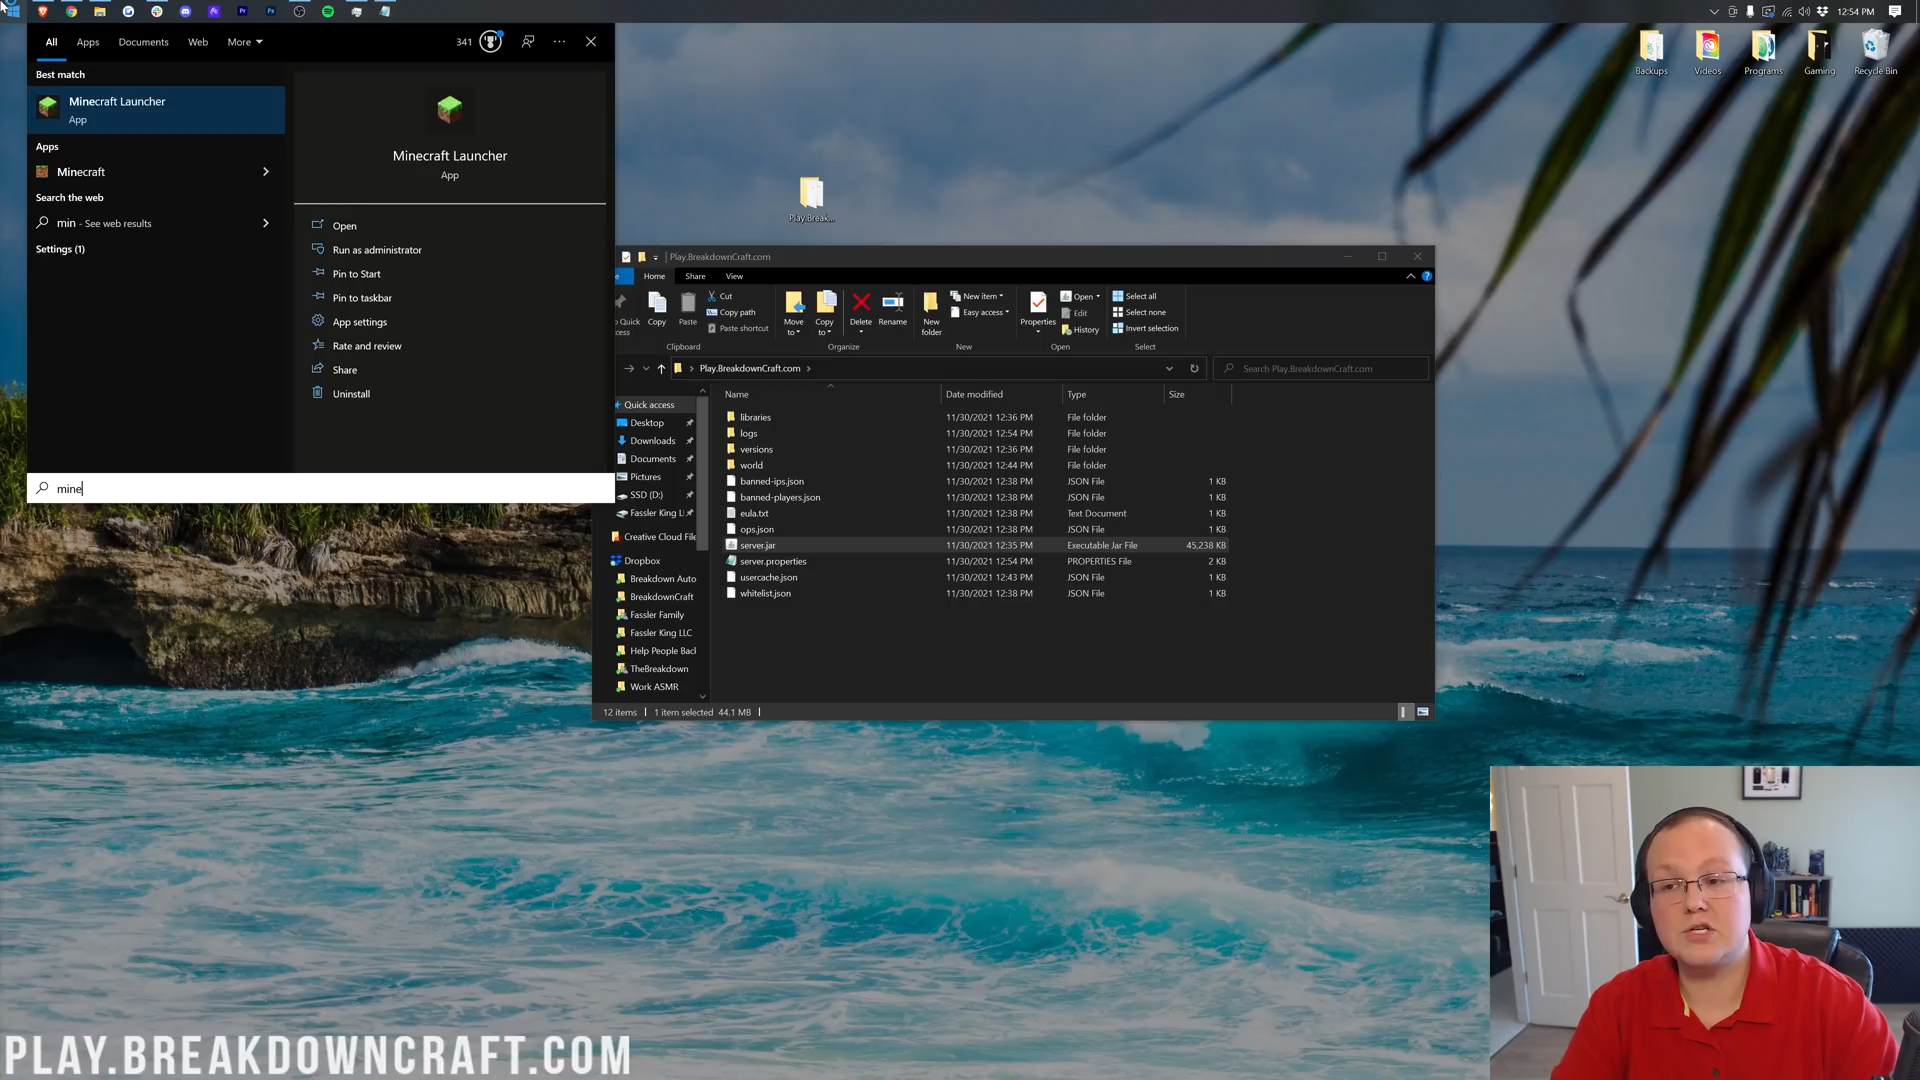 12:54 PM
All Apps Documents Web More 341
Best match
Minecraft Launcher
App
Apps
Minecraft
Search the web
min - See web results
Settings (1)
Minecraft Launcher
App
Open
Run as administrator
Pin to Start
Pin to taskbar
App settings
Rate and review
Share
Uninstall
mine
Backups
Videos
Programs
Gaming
Recycle Bin
Play.Break...
Play.BreakdownCraft.com
Home Share View
Copy
Paste
Cut
Copy path
Paste shortcut
Clipboard
Move to
Copy to
Delete
Rename
Organize
New folder
New item
Easy access
New
Properties
Open
Edit
History
Open
Select all
Select none
Invert selection
Select
Play.BreakdownCraft.com
Search Play.BreakdownCraft.com
Quick access
Desktop
Downloads
Documents
Pictures
SSD (D:)
Fassler King
Creative Cloud File
Dropbox
Breakdown Auto
BreakdownCraft
Fassler Family
Fassler King LLC
Help People Back
TheBreakdown
Work ASMR
Name Date modified Type Size
libraries 11/30/2021 12:36 PM File folder
logs 11/30/2021 12:54 PM File folder
versions 11/30/2021 12:36 PM File folder
world 11/30/2021 12:44 PM File folder
banned-ips.json 11/30/2021 12:38 PM JSON File 1 KB
banned-players.json 11/30/2021 12:38 PM JSON File 1 KB
eula.txt 11/30/2021 12:38 PM Text Document 1 KB
ops.json 11/30/2021 12:38 PM JSON File 1 KB
server.jar 11/30/2021 12:35 PM Executable Jar File 45,238 KB
server.properties 11/30/2021 12:54 PM PROPERTIES File 2 KB
usercache.json 11/30/2021 12:43 PM JSON File 1 KB
whitelist.json 11/30/2021 12:38 PM JSON File 1 KB
12 items 1 item selected 44.1 MB
PLAY.BREAKDOWNCRAFT.COM